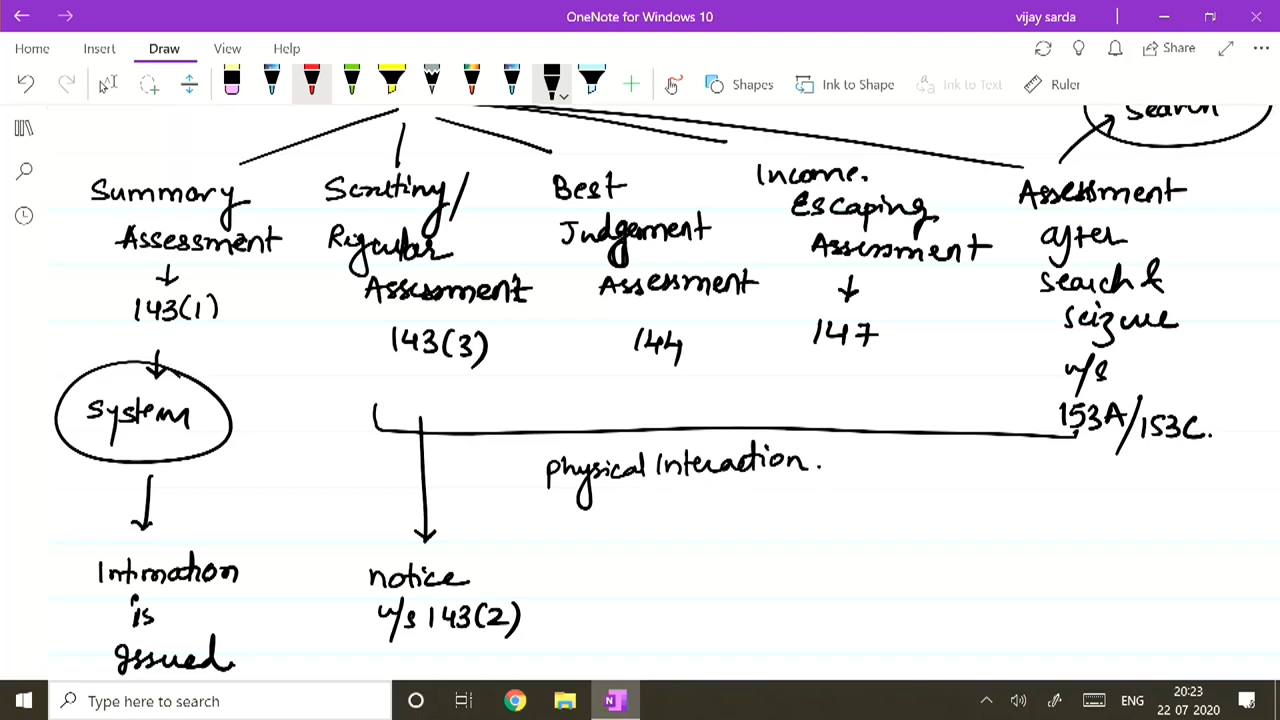 OneNote for Windows 10
vijay sarda
Home Insert Draw View Help
Share
Shapes
Ink to Shape
Ink to Text
Ruler
Search
Summary
Assessment
143(1)
System
Intimation
is
Issued
Scrutiny/
Regular
Assessment
143(3)
notice
u/s 143(2)
Best
Judgement
Assessment
144
Income.
Escaping
Assessment
147
Assessment
after
search &
seizure
u/s
153A/153C.
physical Interaction.
Type here to search
ENG
20:23
22-07-2020